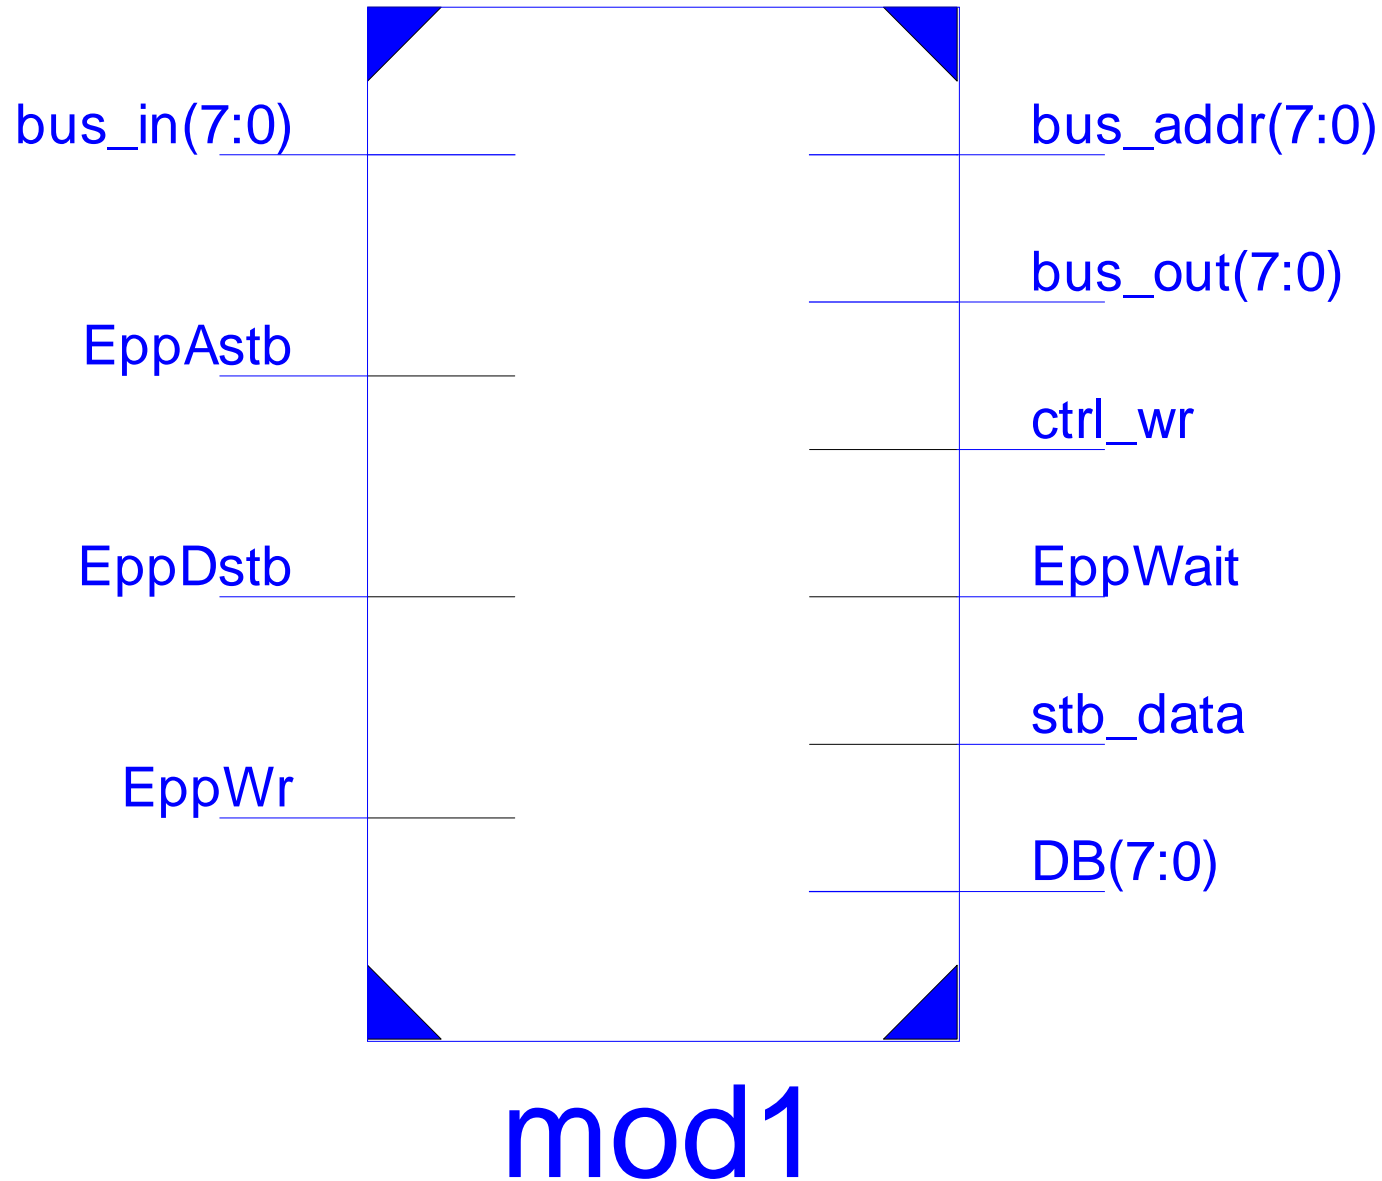 bus_in(7:0)
bus_addr(7:0)
bus_out(7:0)
EppAstb
ctrl_wr
EppDstb
EppWait
stb_data
EppWr
DB(7:0)
mod1